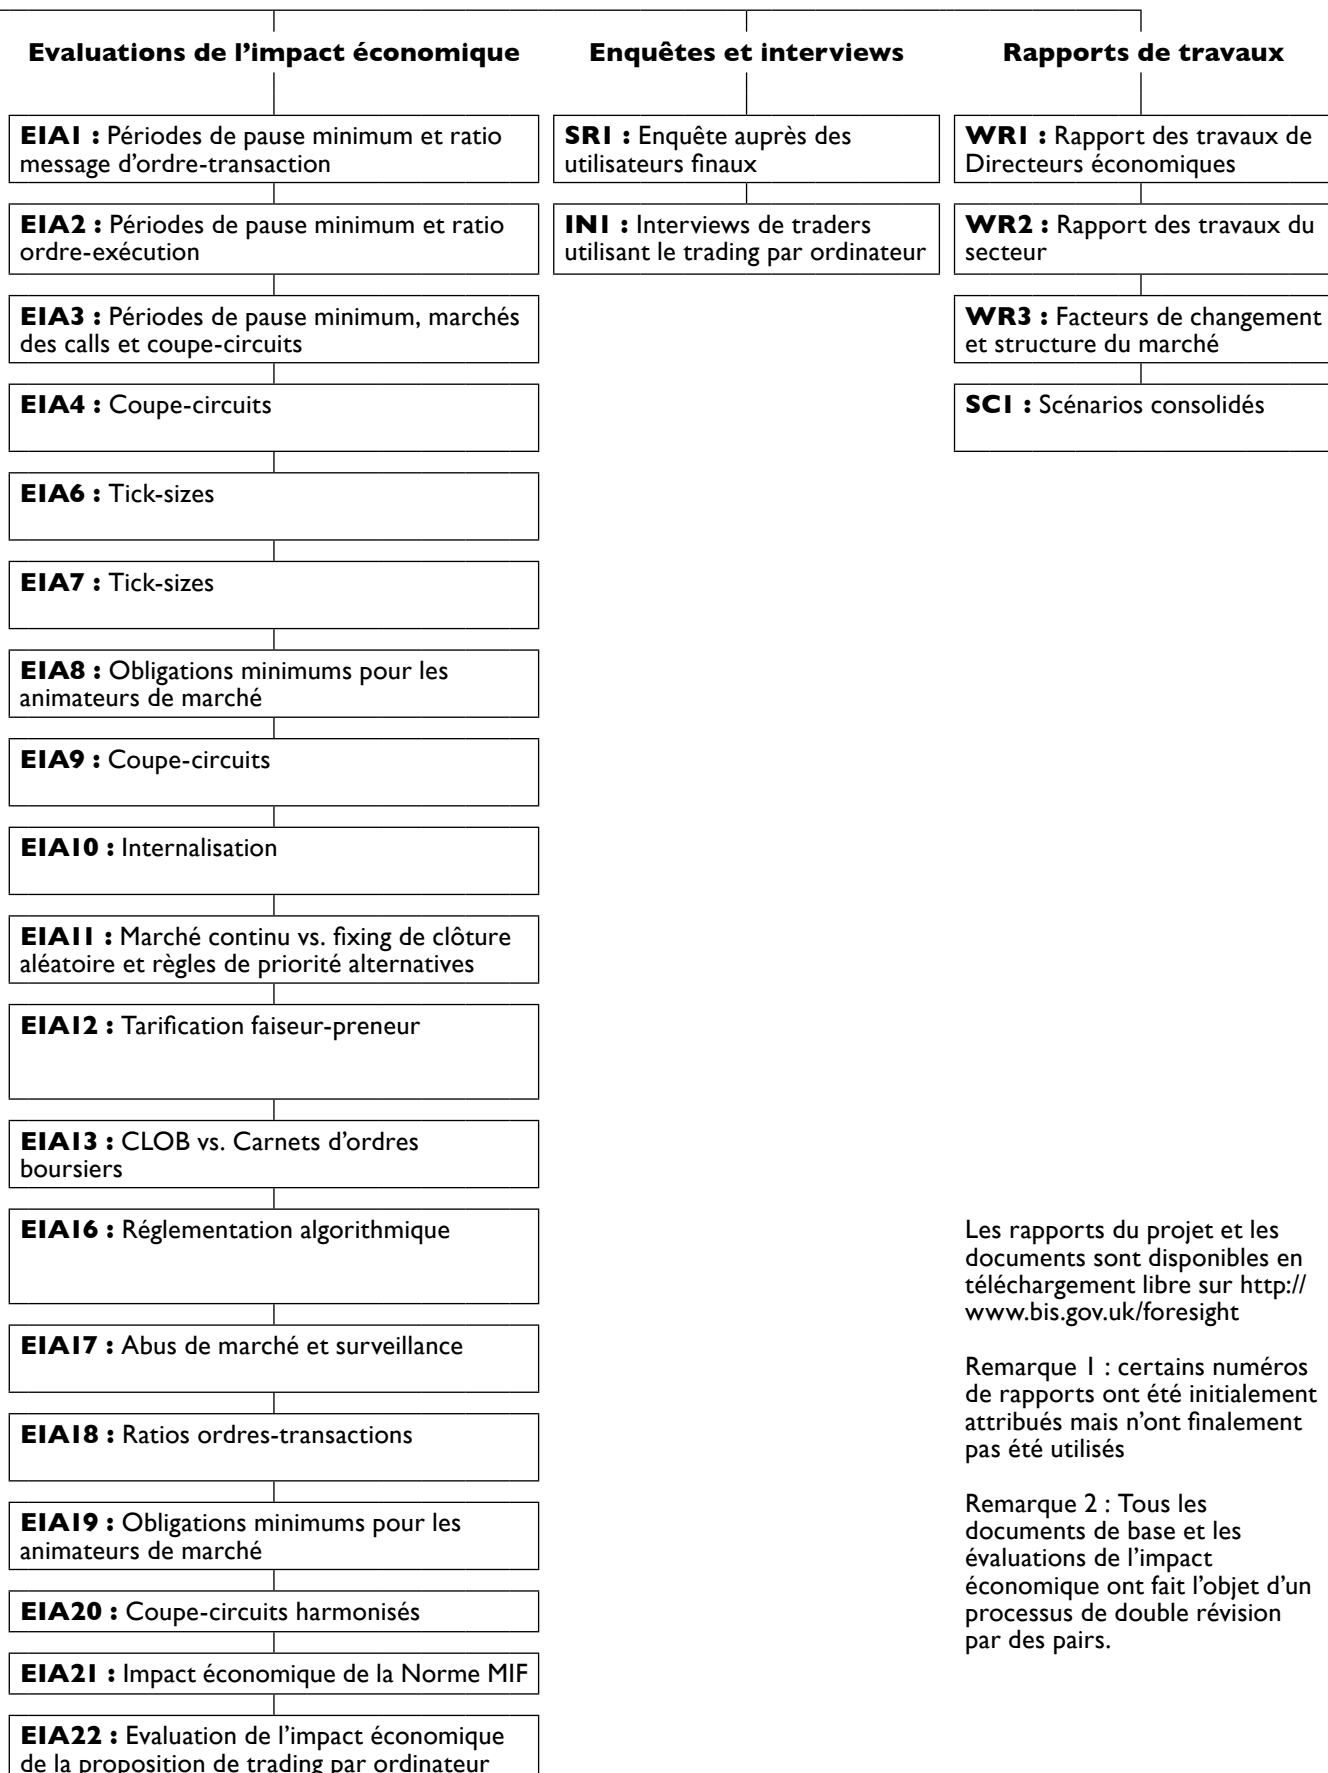 Evaluations de l'impact économique
EIA1 : Périodes de pause minimum et ratio
message d'ordre-transaction
EIA2 : Périodes de pause minimum et ratio
ordre-exécution
EIA3 : Périodes de pause minimum, marchés
des calls et coupe-circuits
EIA4 : Coupe-circuits
EIA6 : Tick-sizes
EIA7 : Tick-sizes
EIA8 : Obligations minimums pour les
animateurs de marché
EIA9 : Coupe-circuits
EIA10 : Internalisation
EIA11 : Marché continu vs. fixing de clôture
aléatoire et règles de priorité alternatives
EIA12 : Tarification faiseur-preneur
EIA13 : CLOB vs. Carnets d'ordres
boursiers
EIA16 : Réglementation algorithmique
EIA17 : Abus de marché et surveillance
EIA18 : Ratios ordres-transactions
EIA19 : Obligations minimums pour les
animateurs de marché
EIA20 : Coupe-circuits harmonisés
EIA21 : Impact économique de la Norme MIF
EIA22 : Evaluation de l'impact économique
de la proposition de trading par ordinateur
Enquêtes et interviews
SR1 : Enquête auprès des
utilisateurs finaux
IN1 : Interviews de traders
utilisant le trading par ordinateur
Rapports de travaux
WR1 : Rapport des travaux de
Directeurs économiques
WR2 : Rapport des travaux du
secteur
WR3 : Facteurs de changement
et structure du marché
SC1 : Scénarios consolidés
Les rapports du projet et les
documents sont disponibles en
téléchargement libre sur http://
www.bis.gov.uk/foresight
Remarque 1 : certains numéros
de rapports ont été initialement
attribués mais n'ont finalement
pas été utilisés
Remarque 2 : Tous les
documents de base et les
évaluations de l'impact
économique ont fait l'objet d'un
processus de double révision
par des pairs.